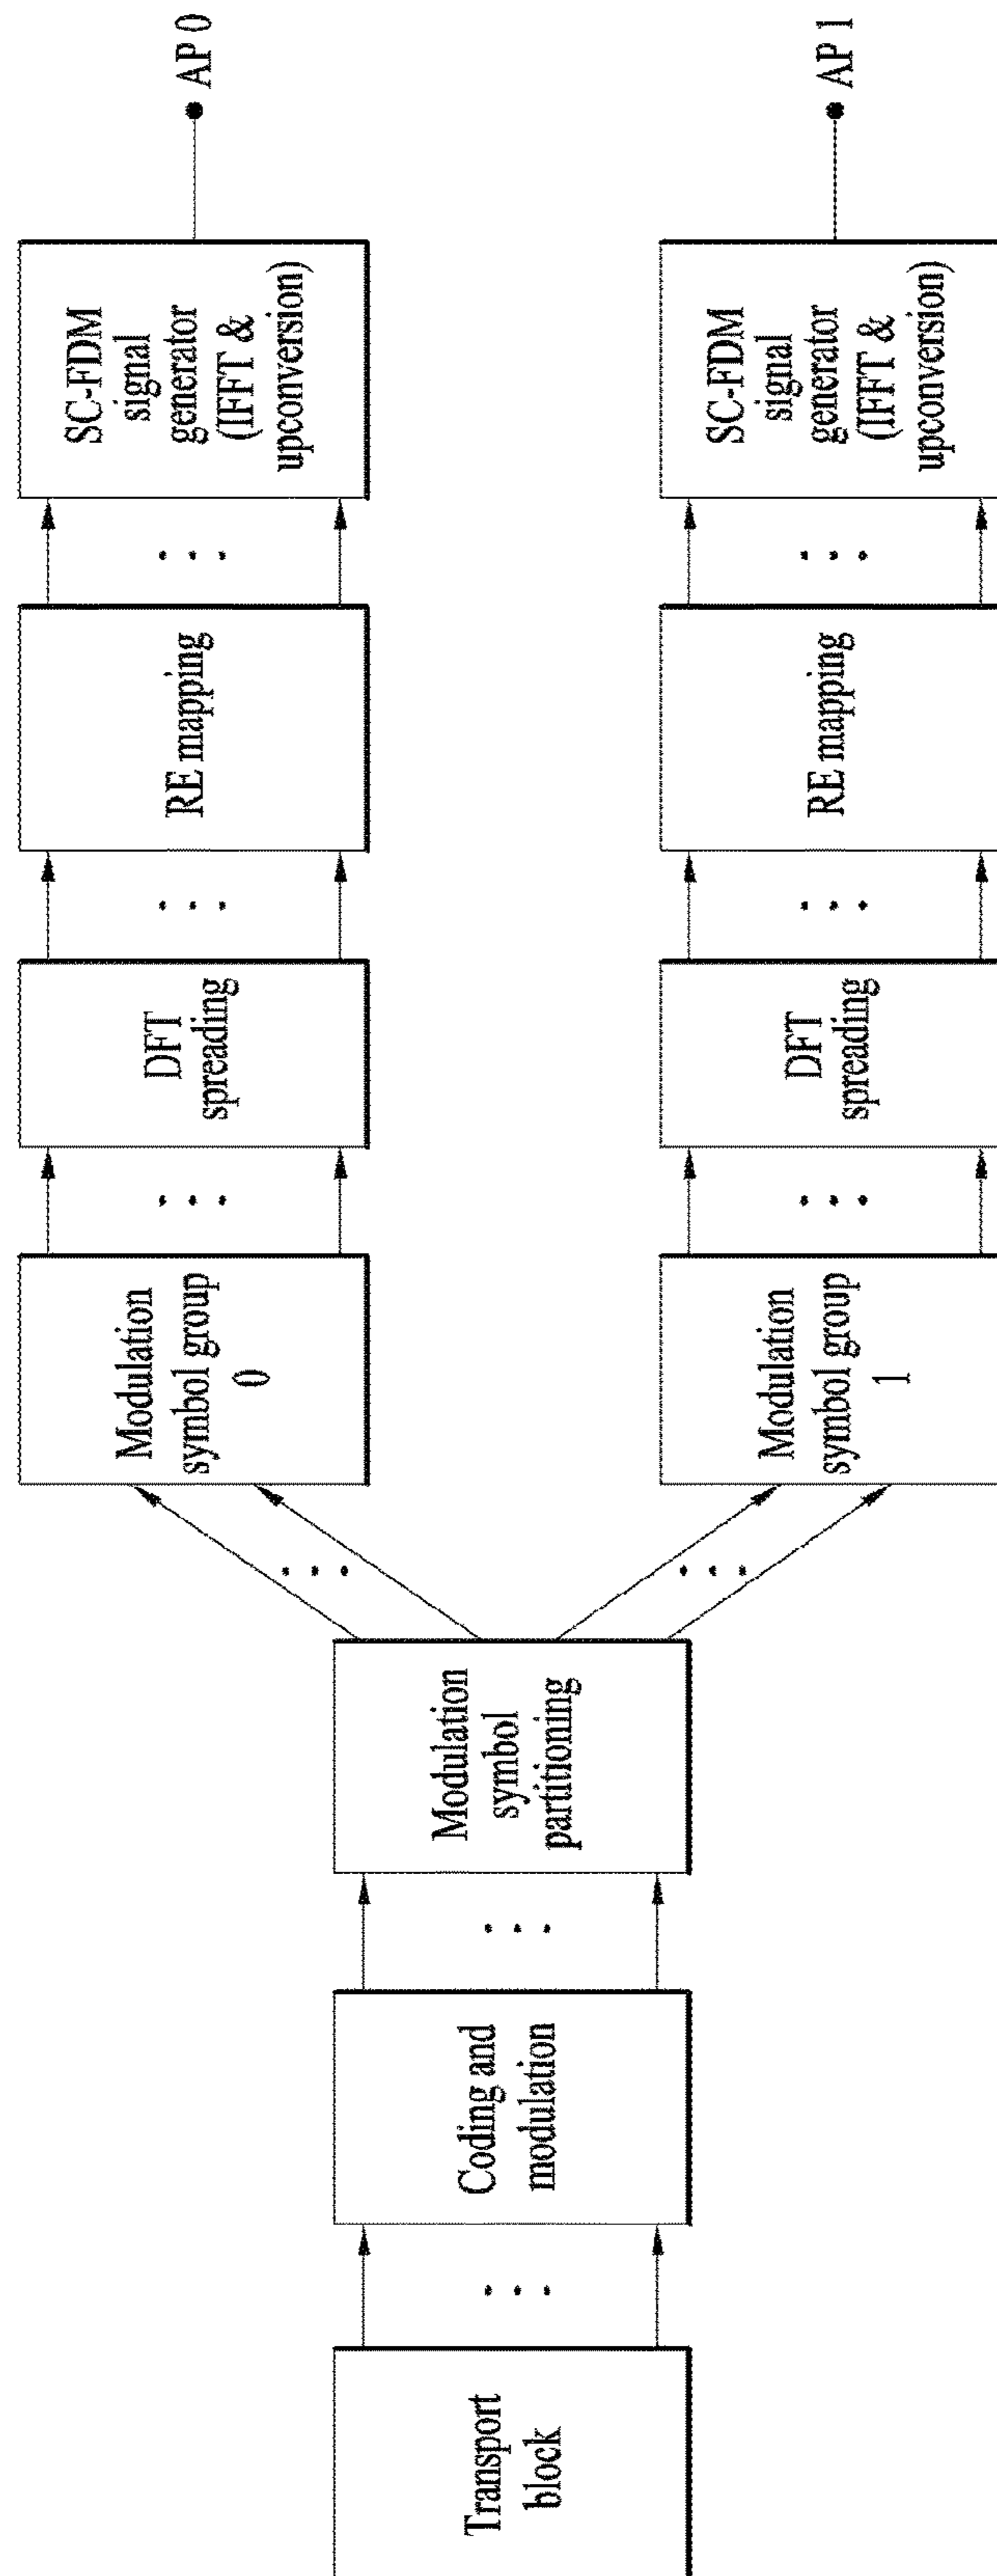 Transport
block
Coding and
modulation
Modulation
symbol
partitioning
Modulation
symbol group
0
DFT
spreading
RE mapping
SC-FDM
signal
generator
(IFFT &
upconversion)
AP 0
Modulation
symbol group
1
DFT
spreading
RE mapping
SC-FDM
signal
generator
(IFFT &
upconversion)
AP 1